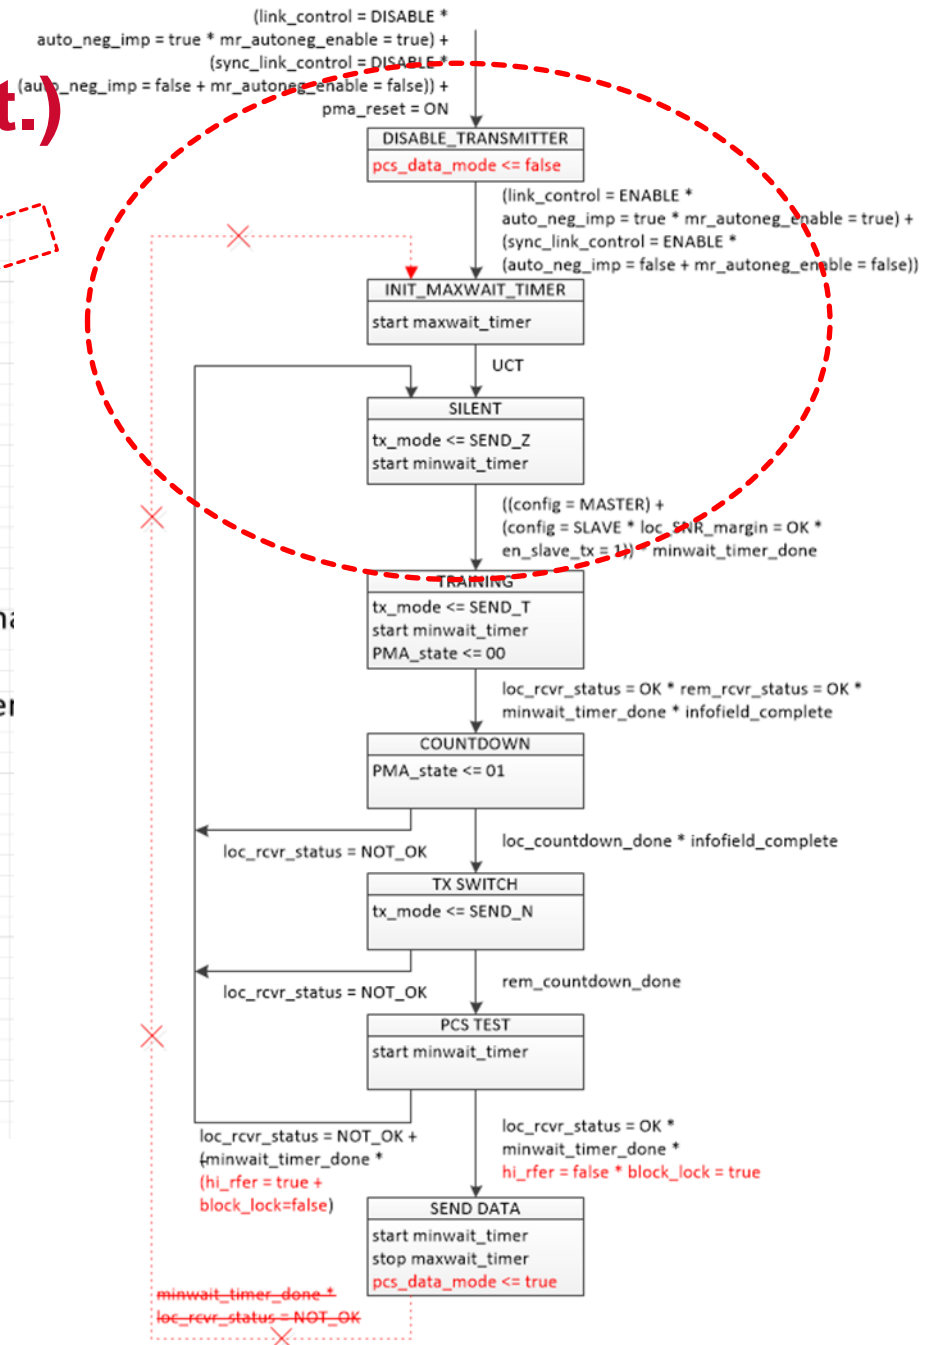 (link_control = DISABLE *
auto_neg_imp = true * mr_autoneg_enable = true) +
(sync_link_control = DISABLE *
(auto_neg_imp = false + mr_autoneg_enable = false)) +
pma_reset = ON
t.)
DISABLE_TRANSMITTER
pcs_data_mode <= false
(link_control = ENABLE *
auto_neg_imp = true * mr_autoneg_enable = true) +
(sync_link_control = ENABLE *
(auto_neg_imp = false + mr_autoneg_enable = false))
INIT_MAXWAIT_TIMER
start maxwait_timer
UCT
SILENT
tx_mode <= SEND_Z
start minwait_timer
((config = MASTER) +
(config = SLAVE * loc_SNR_margin = OK *
en_slave_tx = 1)) * minwait_timer_done
TRAINING
tx_mode <= SEND_T
start minwait_timer
PMA_state <= 00
loc_rcvr_status = OK * rem_rcvr_status = OK *
minwait_timer_done * infofield_complete
COUNTDOWN
PMA_state <= 01
loc_rcvr_status = NOT_OK
loc_countdown_done * infofield_complete
TX SWITCH
tx_mode <= SEND_N
loc_rcvr_status = NOT_OK
rem_countdown_done
PCS TEST
start minwait_timer
loc_rcvr_status = NOT_OK +
(minwait_timer_done *
(hi_rfer = true +
block_lock=false)
loc_rcvr_status = OK *
minwait_timer_done *
hi_rfer = false * block_lock = true
SEND DATA
start minwait_timer
stop maxwait_timer
pcs_data_mode <= true
minwait_timer_done *
loc_rcvr_status = NOT_OK